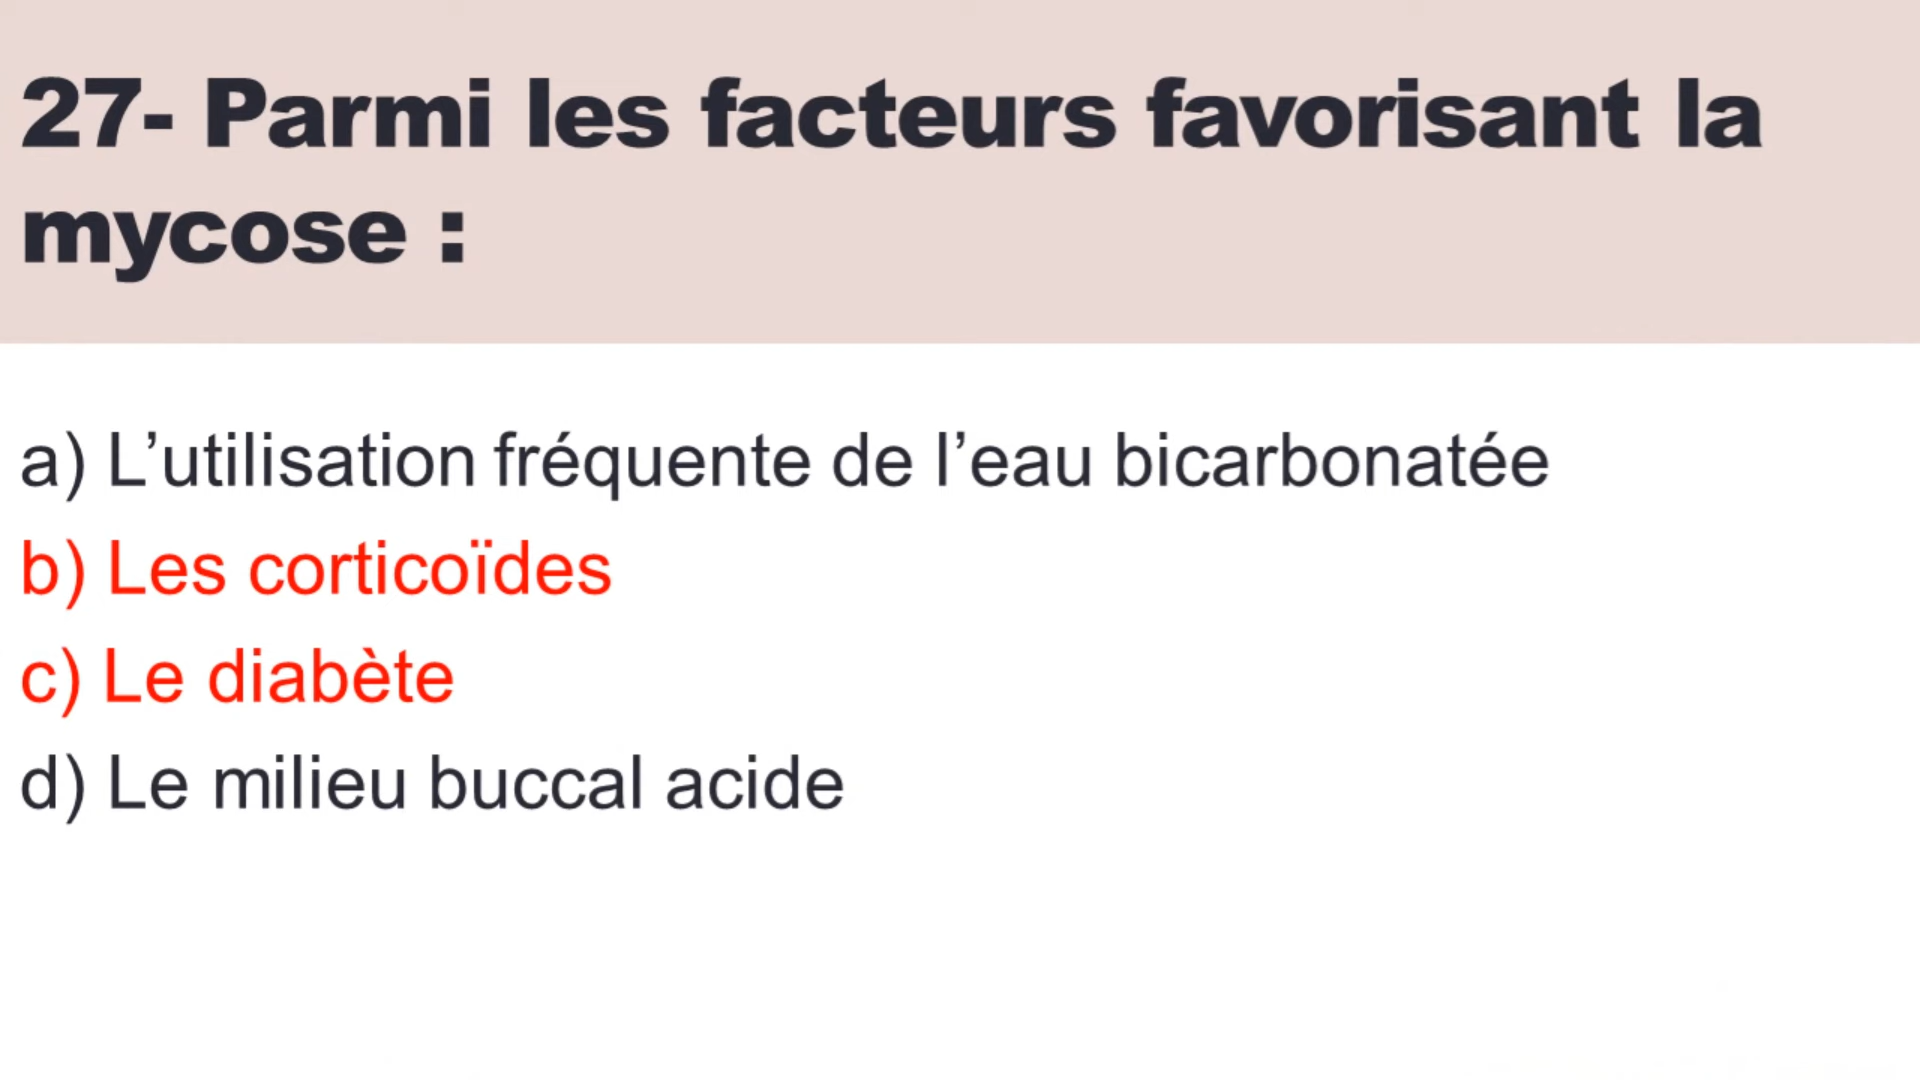 27- Parmi les facteurs favorisant la
mycose :
a) L’utilisation fréquente de l’eau bicarbonatée
b) Les corticoïdes
c) Le diabète
d) Le milieu buccal acide